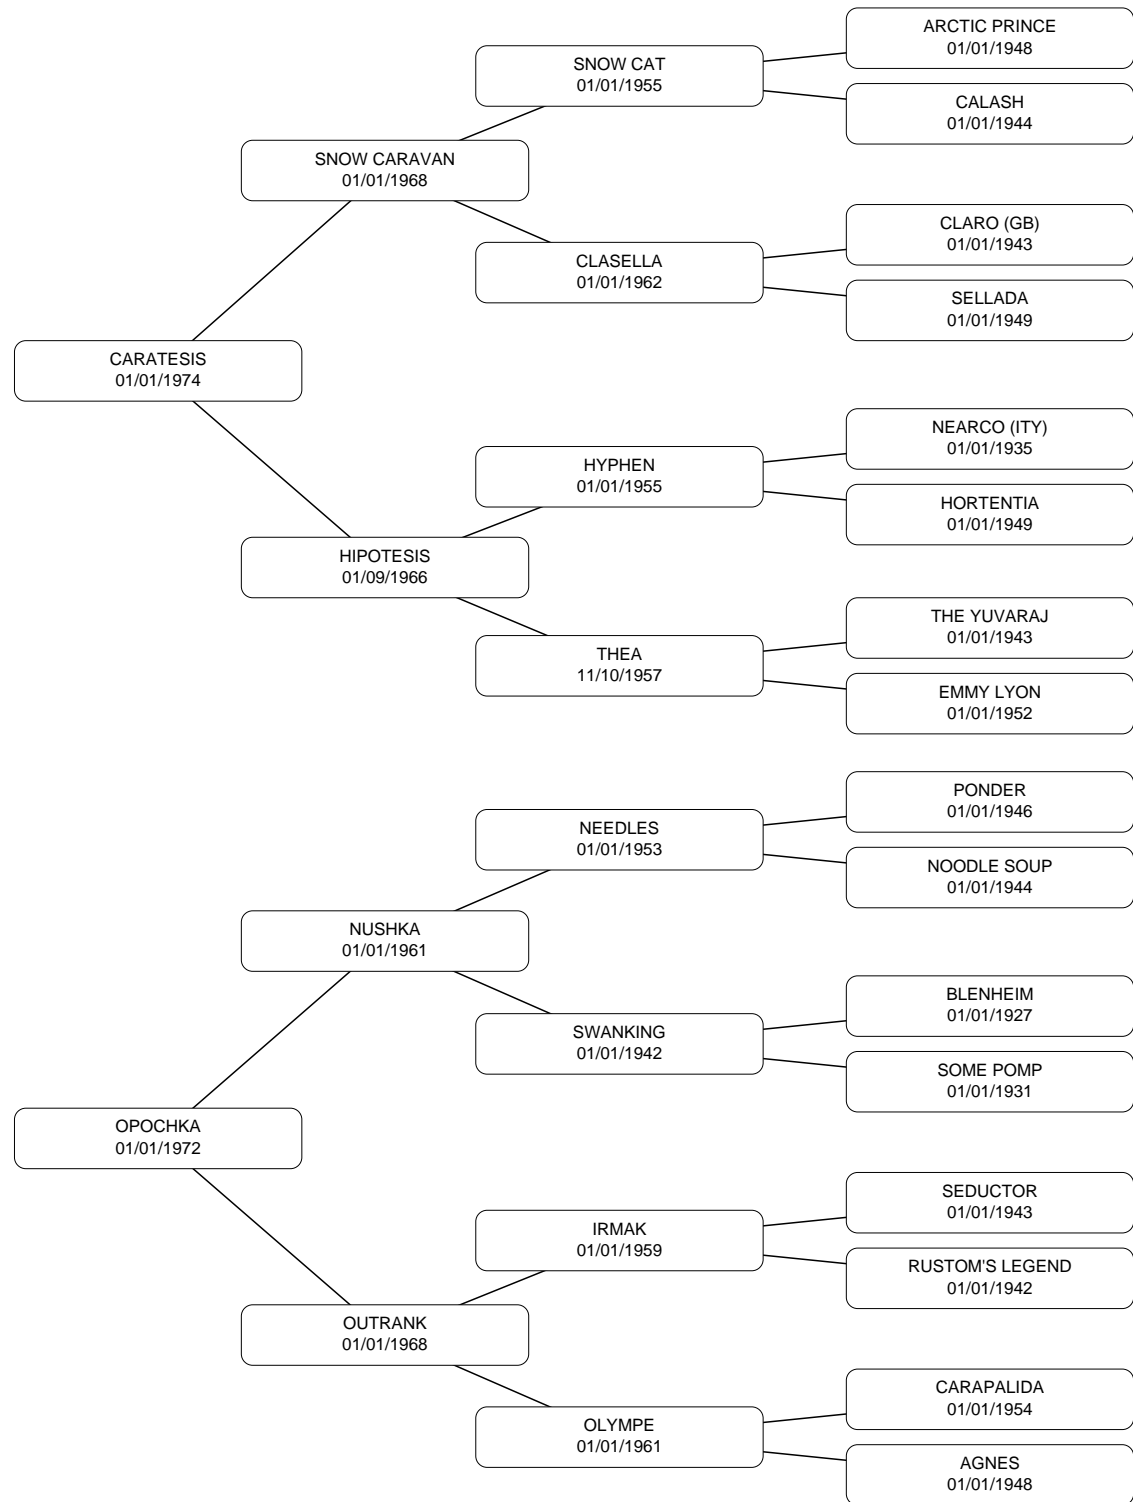 ARCTIC PRINCE
01/01/1948
SNOW CAT
01/01/1955
CALASH
01/01/1944
SNOW CARAVAN
01/01/1968
CLARO (GB)
01/01/1943
CLASELLA
01/01/1962
SELLADA
01/01/1949
CARATESIS
01/01/1974
NEARCO (ITY)
01/01/1935
HYPHEN
01/01/1955
HORTENTIA
01/01/1949
HIPOTESIS
01/09/1966
THE YUVARAJ
01/01/1943
THEA
11/10/1957
EMMY LYON
01/01/1952
PONDER
01/01/1946
NEEDLES
01/01/1953
NOODLE SOUP
01/01/1944
NUSHKA
01/01/1961
BLENHEIM
01/01/1927
SWANKING
01/01/1942
SOME POMP
01/01/1931
OPOCHKA
01/01/1972
SEDUCTOR
01/01/1943
IRMAK
01/01/1959
RUSTOM'S LEGEND
01/01/1942
OUTRANK
01/01/1968
CARAPALIDA
01/01/1954
OLYMPE
01/01/1961
AGNES
01/01/1948